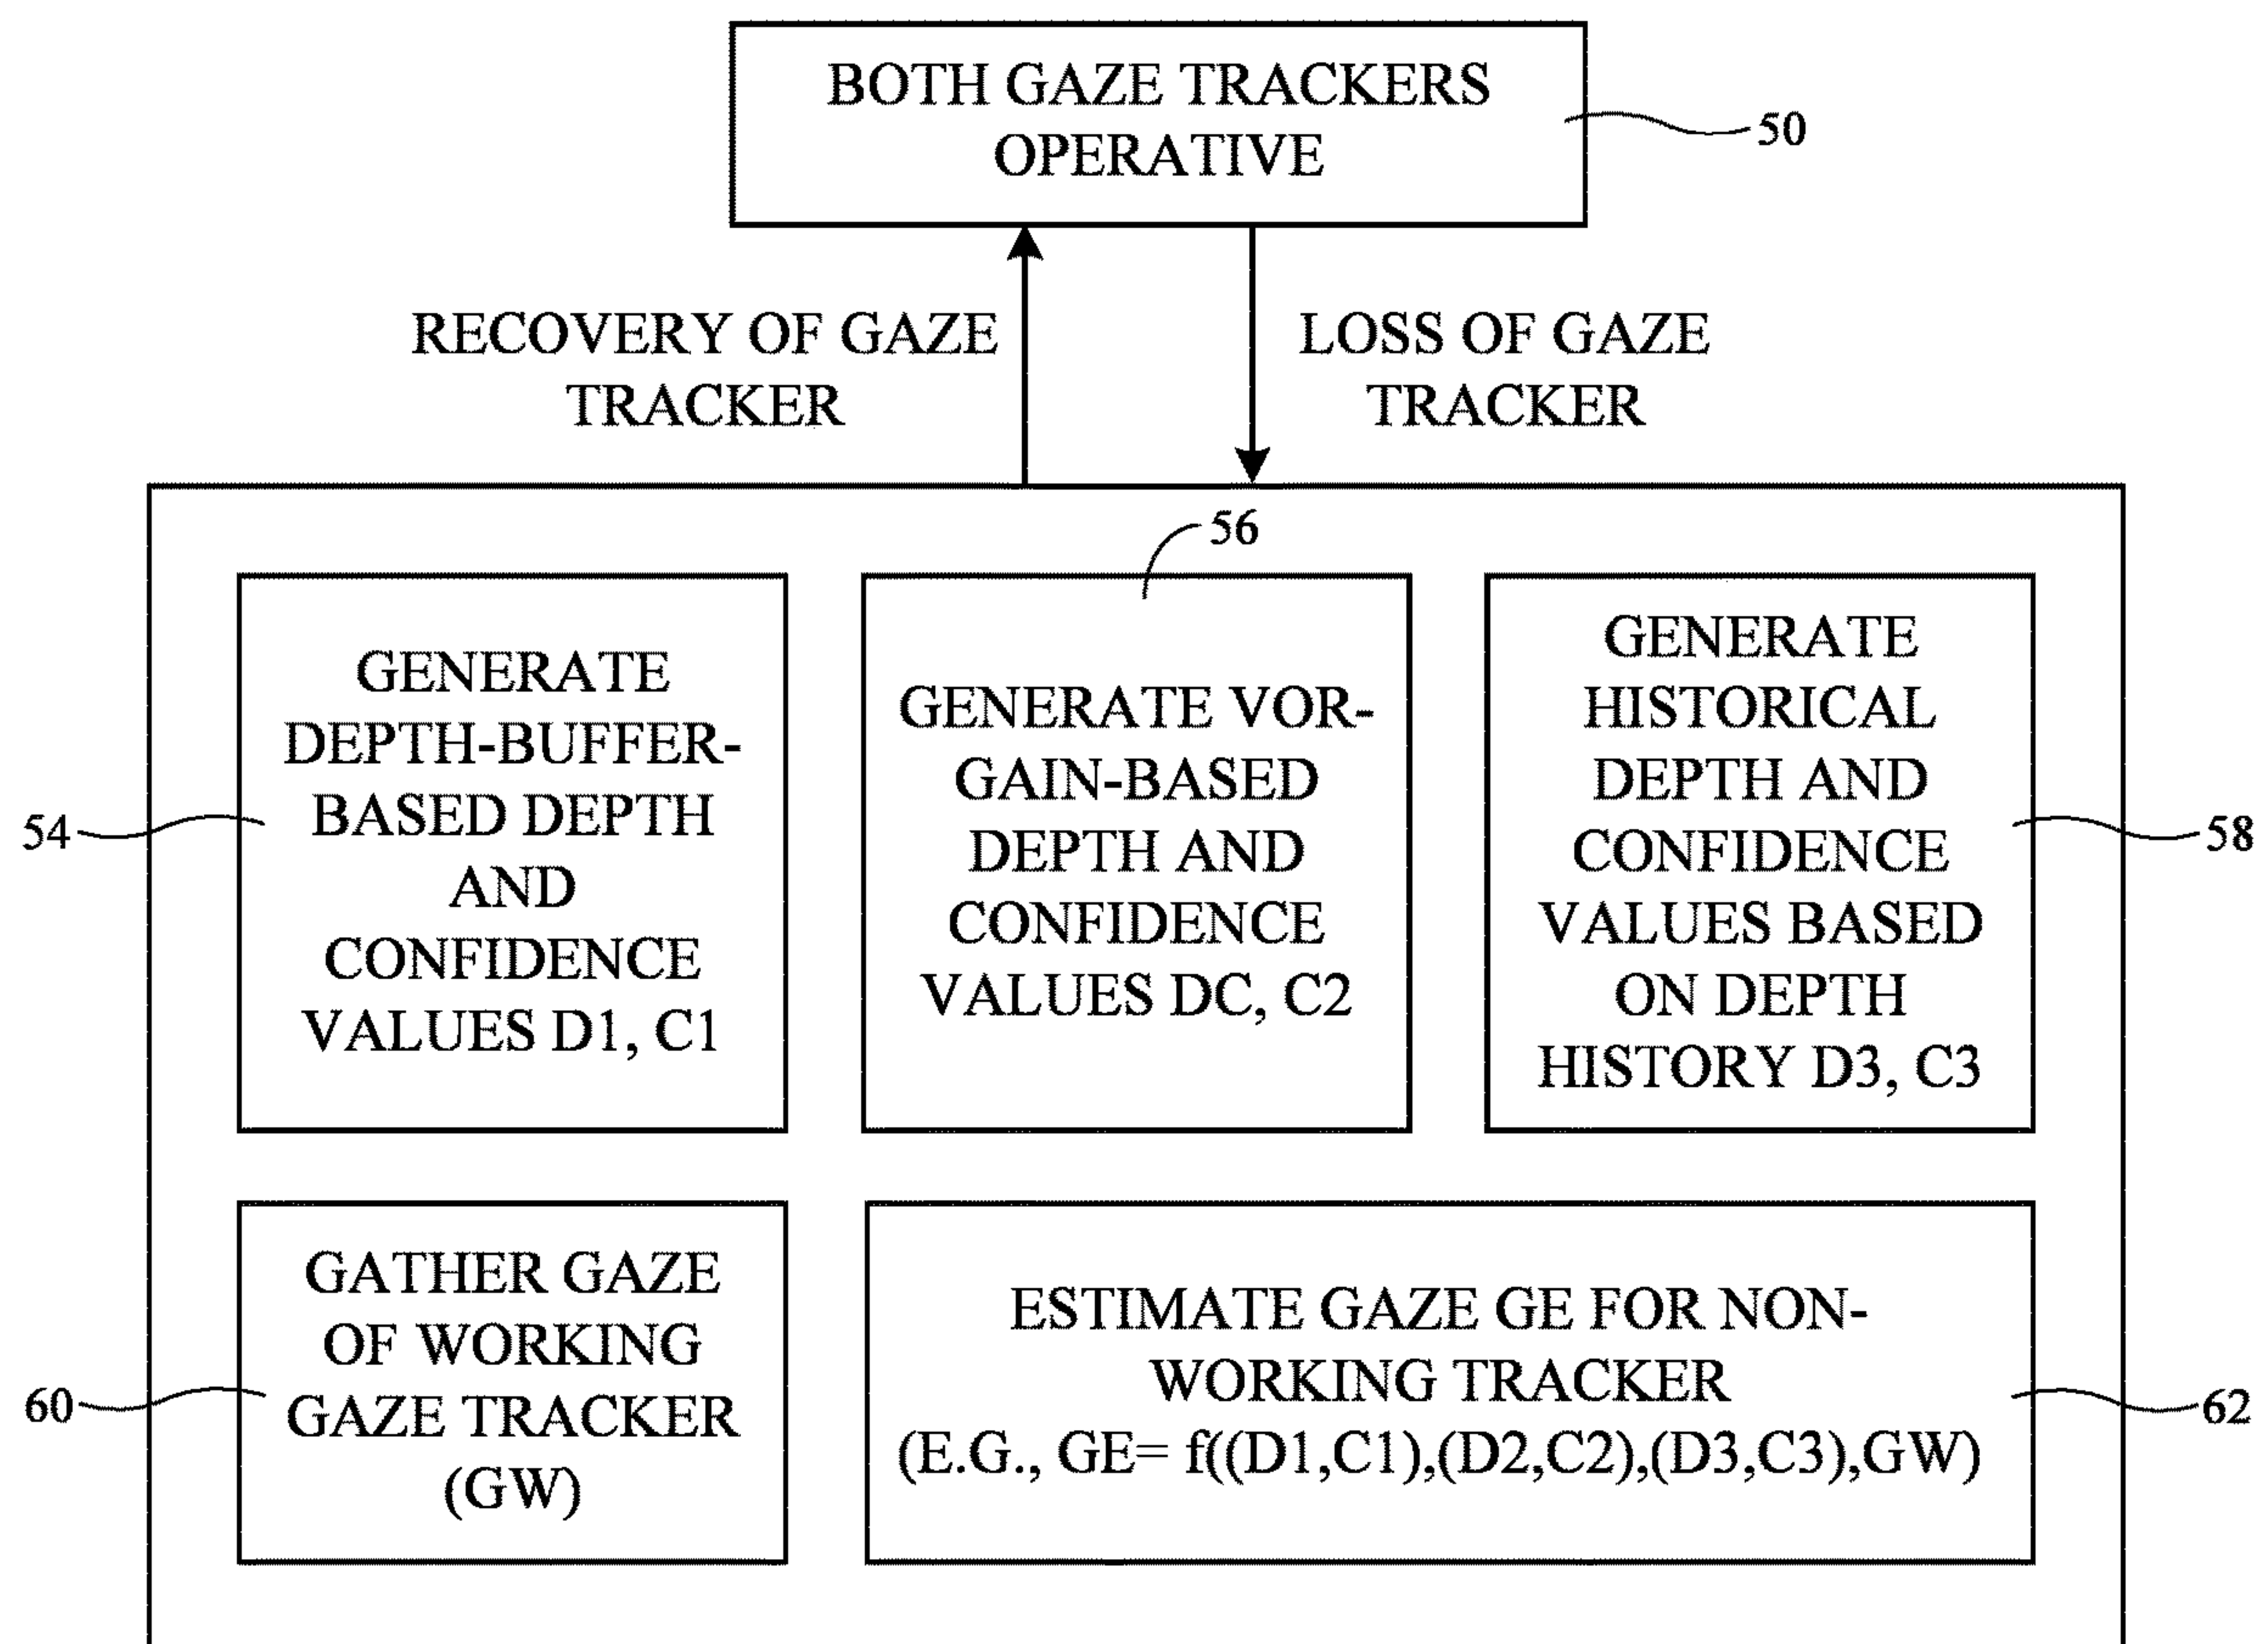 BOTH GAZE TRACKERS
OPERATIVE
50
RECOVERY OF GAZE
TRACKER
LOSS OF GAZE
TRACKER
56
GENERATE
DEPTH-BUFFER-
BASED DEPTH
AND
CONFIDENCE
VALUES D1, C1
54
GENERATE VOR-
GAIN-BASED
DEPTH AND
CONFIDENCE
VALUES DC, C2
GENERATE
HISTORICAL
DEPTH AND
CONFIDENCE
VALUES BASED
ON DEPTH
HISTORY D3, C3
58
GATHER GAZE
OF WORKING
GAZE TRACKER
(GW)
60
ESTIMATE GAZE GE FOR NON-
WORKING TRACKER
(E.G., GE= f((D1,C1),(D2,C2),(D3,C3),GW)
62